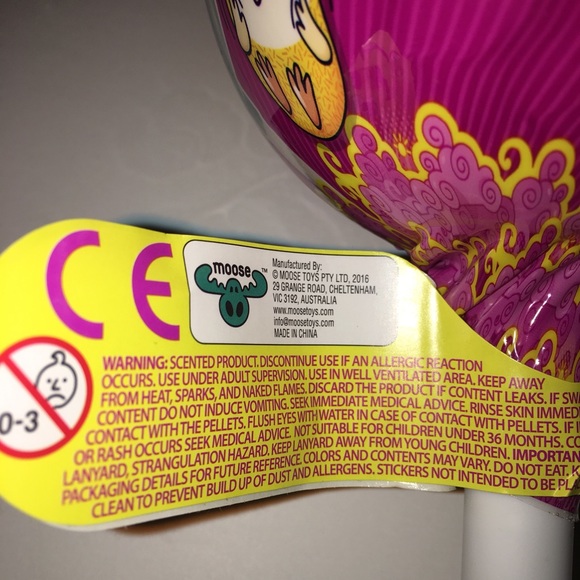 CE
moose™
Manufactured By:
© MOOSE TOYS PTY LTD, 2016
29 GRANGE ROAD, CHELTENHAM,
VIC 3192, AUSTRALIA
www.moosetoys.com
info@moosetoys.com
MADE IN CHINA
0-3
WARNING: SCENTED PRODUCT. DISCONTINUE USE IF AN ALLERGIC REACTION
OCCURS. USE UNDER ADULT SUPERVISION. USE IN WELL VENTILATED AREA. KEEP AWAY
FROM HEAT, SPARKS, AND NAKED FLAMES. DISCARD THE PRODUCT IF CONTENT LEAKS. IF
CONTENT DO NOT INDUCE VOMITING. SEEK IMMEDIATE MEDICAL ADVICE. RINSE SKIN
CONTACT WITH THE PELLETS. FLUSH EYES WITH WATER IN CASE OF CONTACT WITH PELLETS. IF
OR RASH OCCURS SEEK MEDICAL ADVICE. NOT SUITABLE FOR CHILDREN UNDER 36 MONTHS.
LANYARD, STRANGULATION HAZARD. KEEP LANYARD AWAY FROM YOUNG CHILDREN. IMPORTAN
PACKAGING DETAILS FOR FUTURE REFERENCE. COLORS AND CONTENTS MAY VARY. DO NOT EAT.
CLEAN TO PREVENT BUILD UP OF DUST AND ALLERGENS. STICKERS NOT INTENDED TO BE